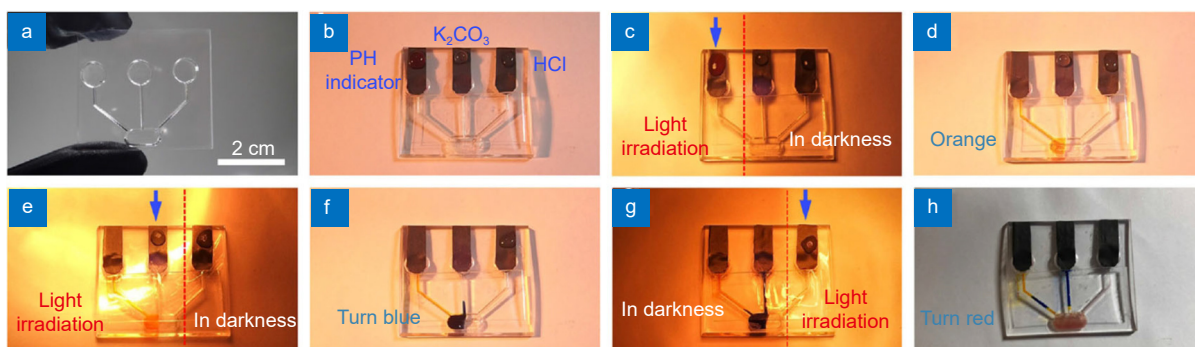 a
2 cm
b
K₂CO₃
PH
indicator
HCl
c
Light
irradiation
In darkness
d
Orange
e
Light
irradiation
In darkness
f
Turn blue
g
In darkness
Light
irradiation
h
Turn red